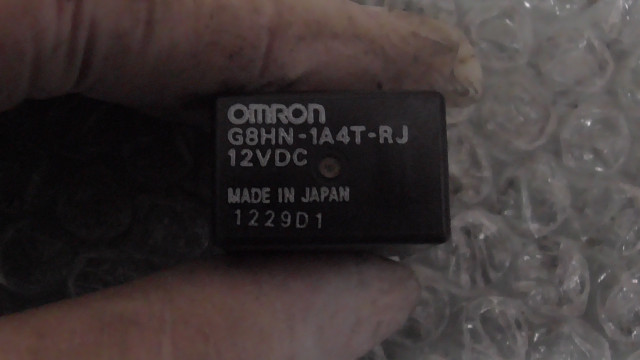 OMRON
G8HN-1A4T-RJ
12VDC
MADE IN JAPAN
1229D1